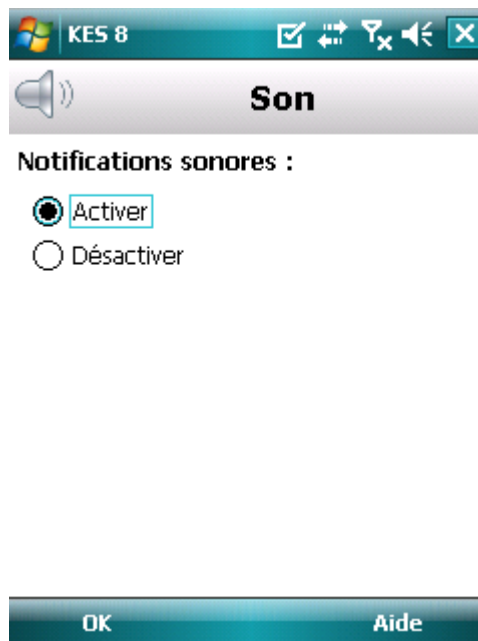 KES 8
Son
Notifications sonores :
Activer
Désactiver
OK Aide